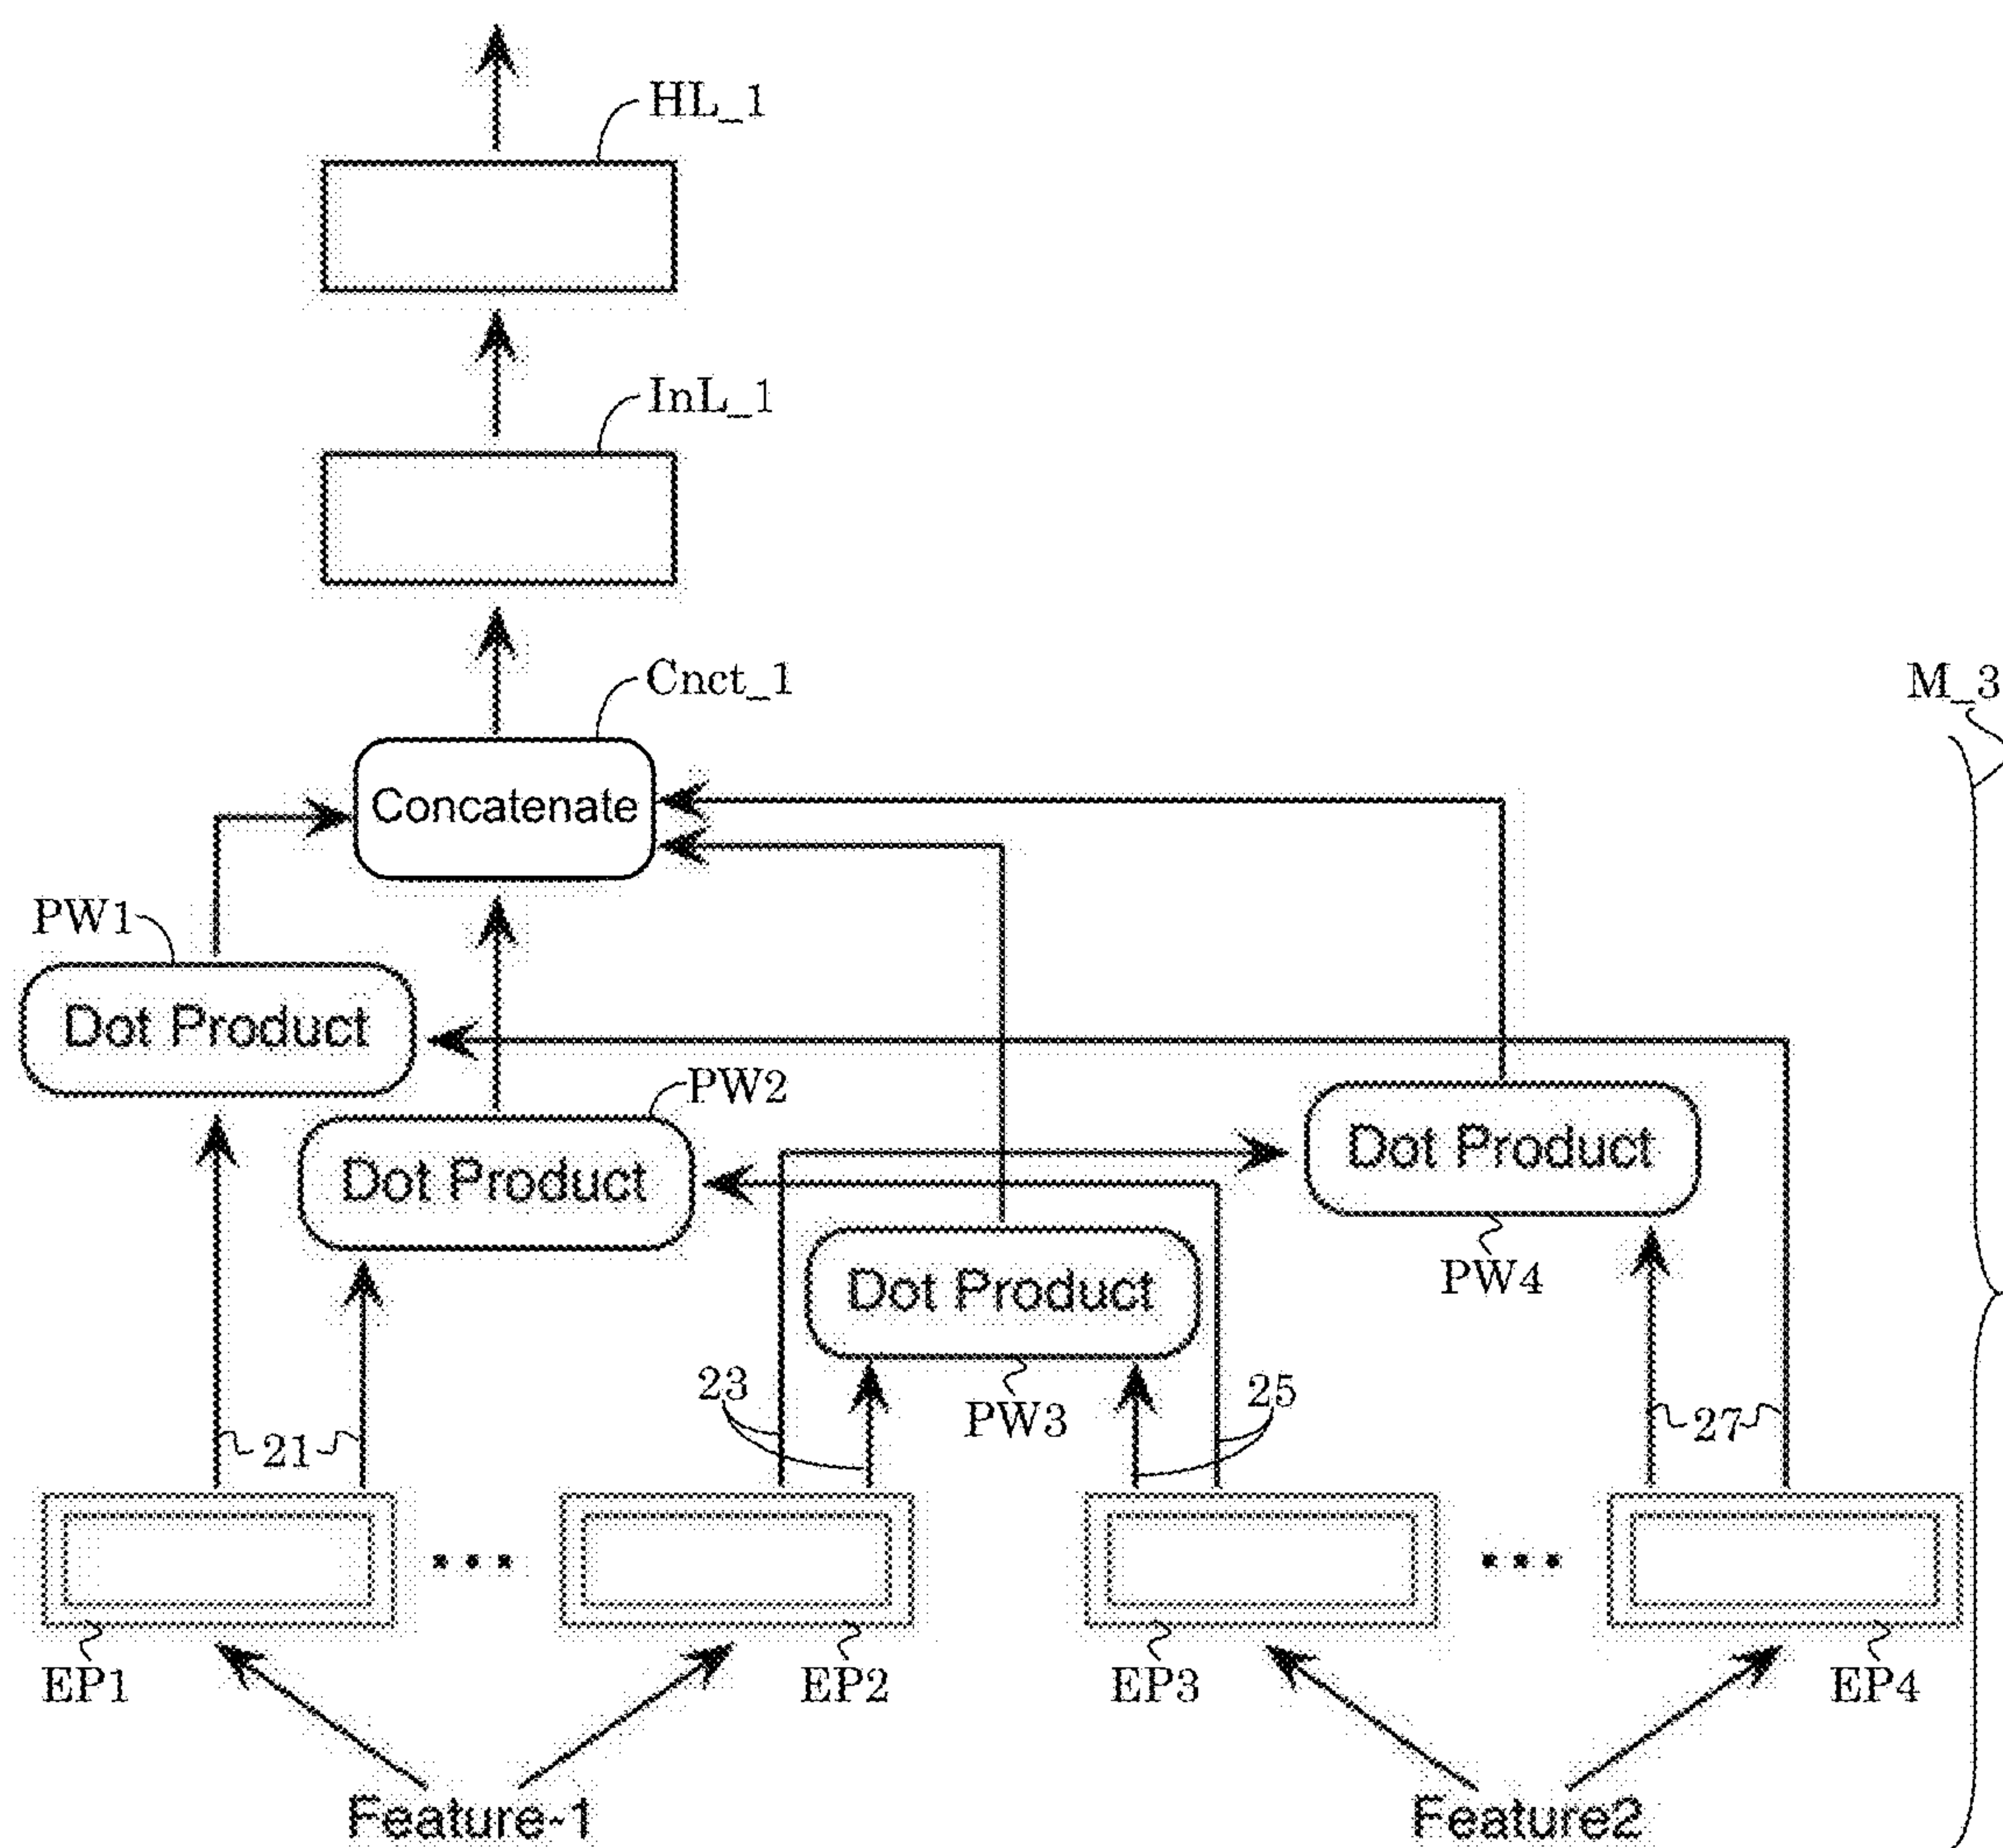 HL_1
InL_1
Cnct_1
M_3
Concatenate
PW1
Dot Product
PW2
Dot Product
Dot Product
PW4
Dot Product
PW3
21
23
25
27
EP1
EP2
EP3
EP4
Feature-1
Feature2